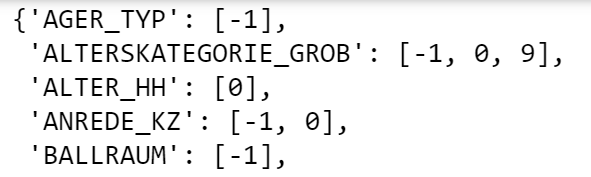 {'AGER_TYP': [-1],
'ALTERSKATEGORIE_GROB': [-1, 0, 9],
'ALTER_HH': [0],
'ANREDE_KZ': [-1, 0],
'BALLRAUM': [-1],